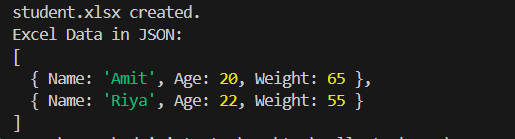 student.xlsx created.
Excel Data in JSON:
[
  { Name: 'Amit', Age: 20, Weight: 65 },
  { Name: 'Riya', Age: 22, Weight: 55 }
]